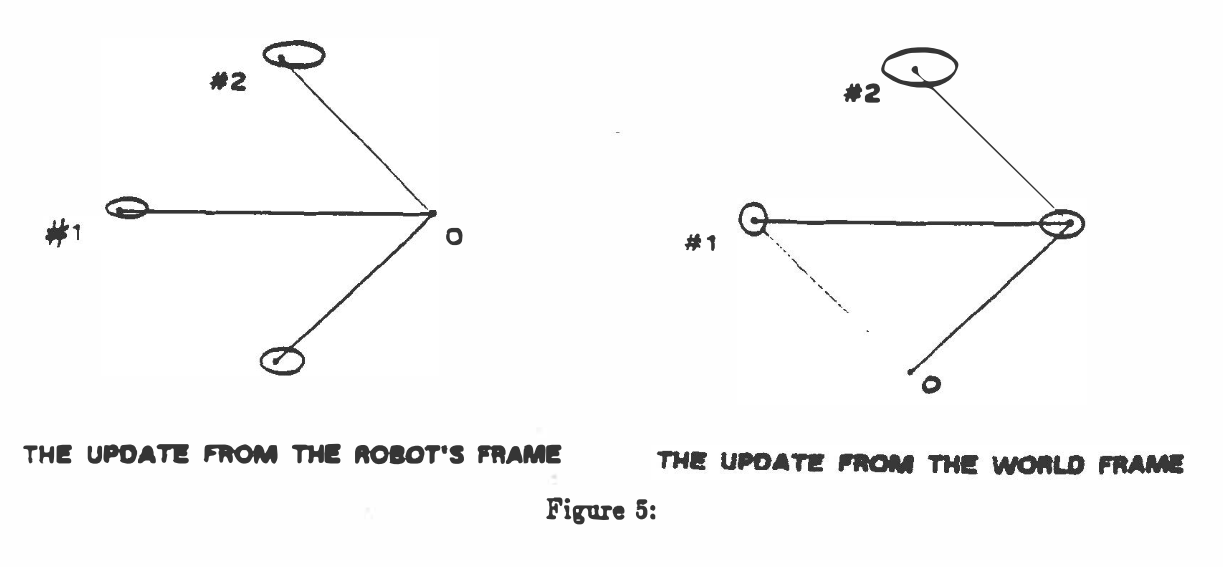 #2
#1
O
THE UPDATE FROM THE ROBOT'S FRAME
#2
#1
O
THE UPDATE FROM THE WORLD FRAME
Figure 5: